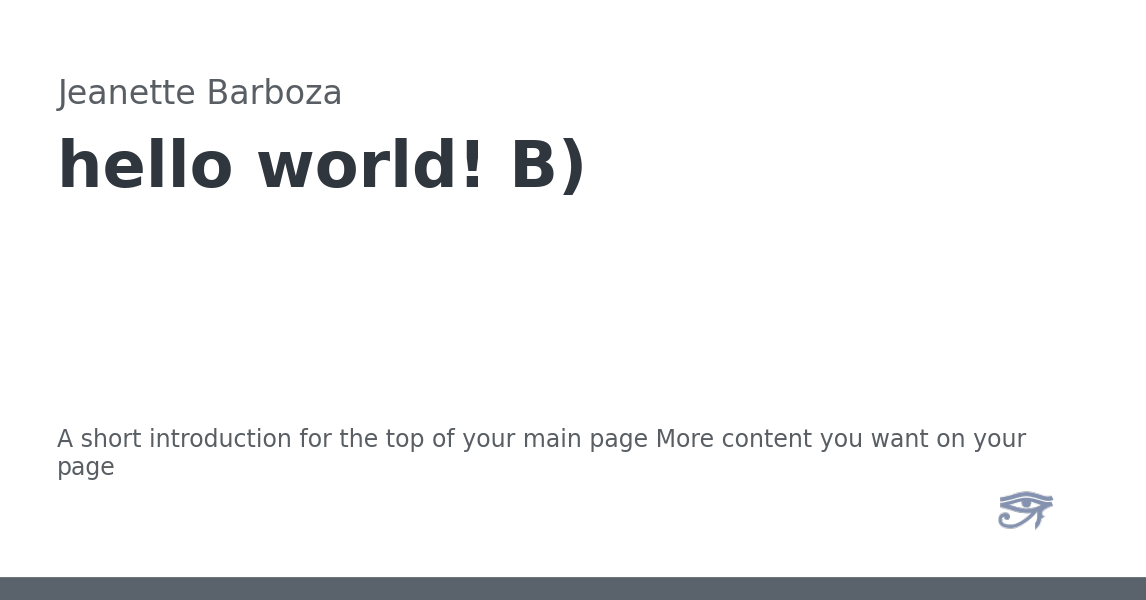 Jeanette Barboza
hello world! B)
A short introduction for the top of your main page More content you want on your
page